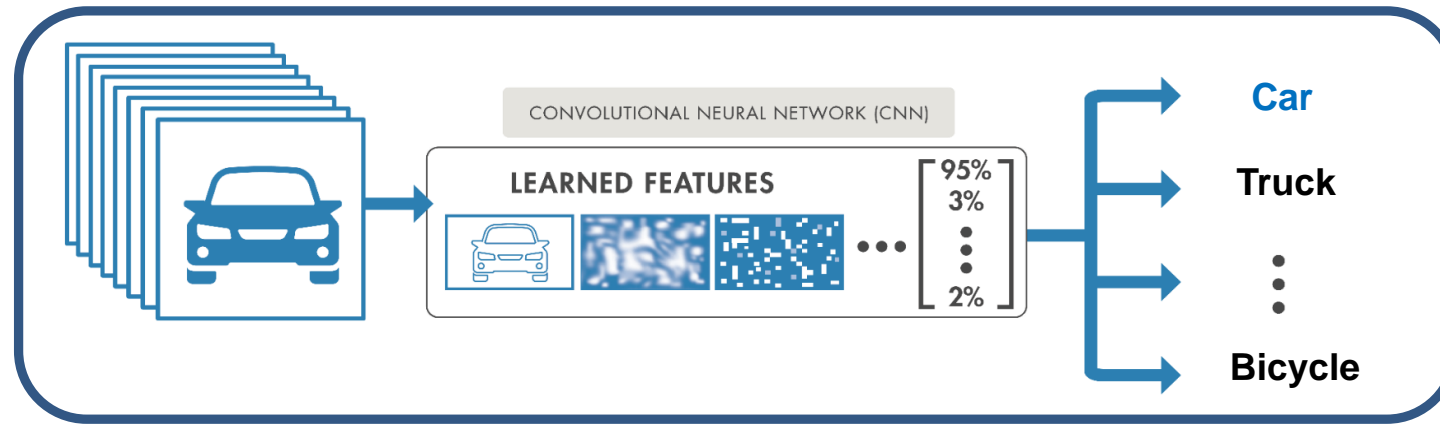 CONVOLUTIONAL NEURAL NETWORK (CNN)
LEARNED FEATURES
95%
3%
2%
Car
Truck
Bicycle